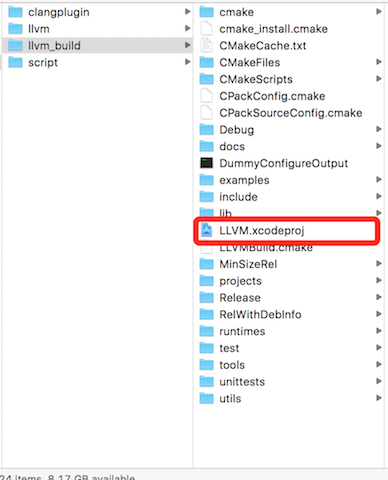 clangplugin
llvm
llvm_build
script
cmake
cmake_install.cmake
CMakeCache.txt
CMakeFiles
CMakeScripts
CPackConfig.cmake
CPackSourceConfig.cmake
Debug
docs
DummyConfigureOutput
examples
include
lib
LLVM.xcodeproj
LLVMBuild.cmake
MinSizeRel
projects
Release
RelWithDebInfo
runtimes
test
tools
unittests
utils
24 items, 8.17 GB available